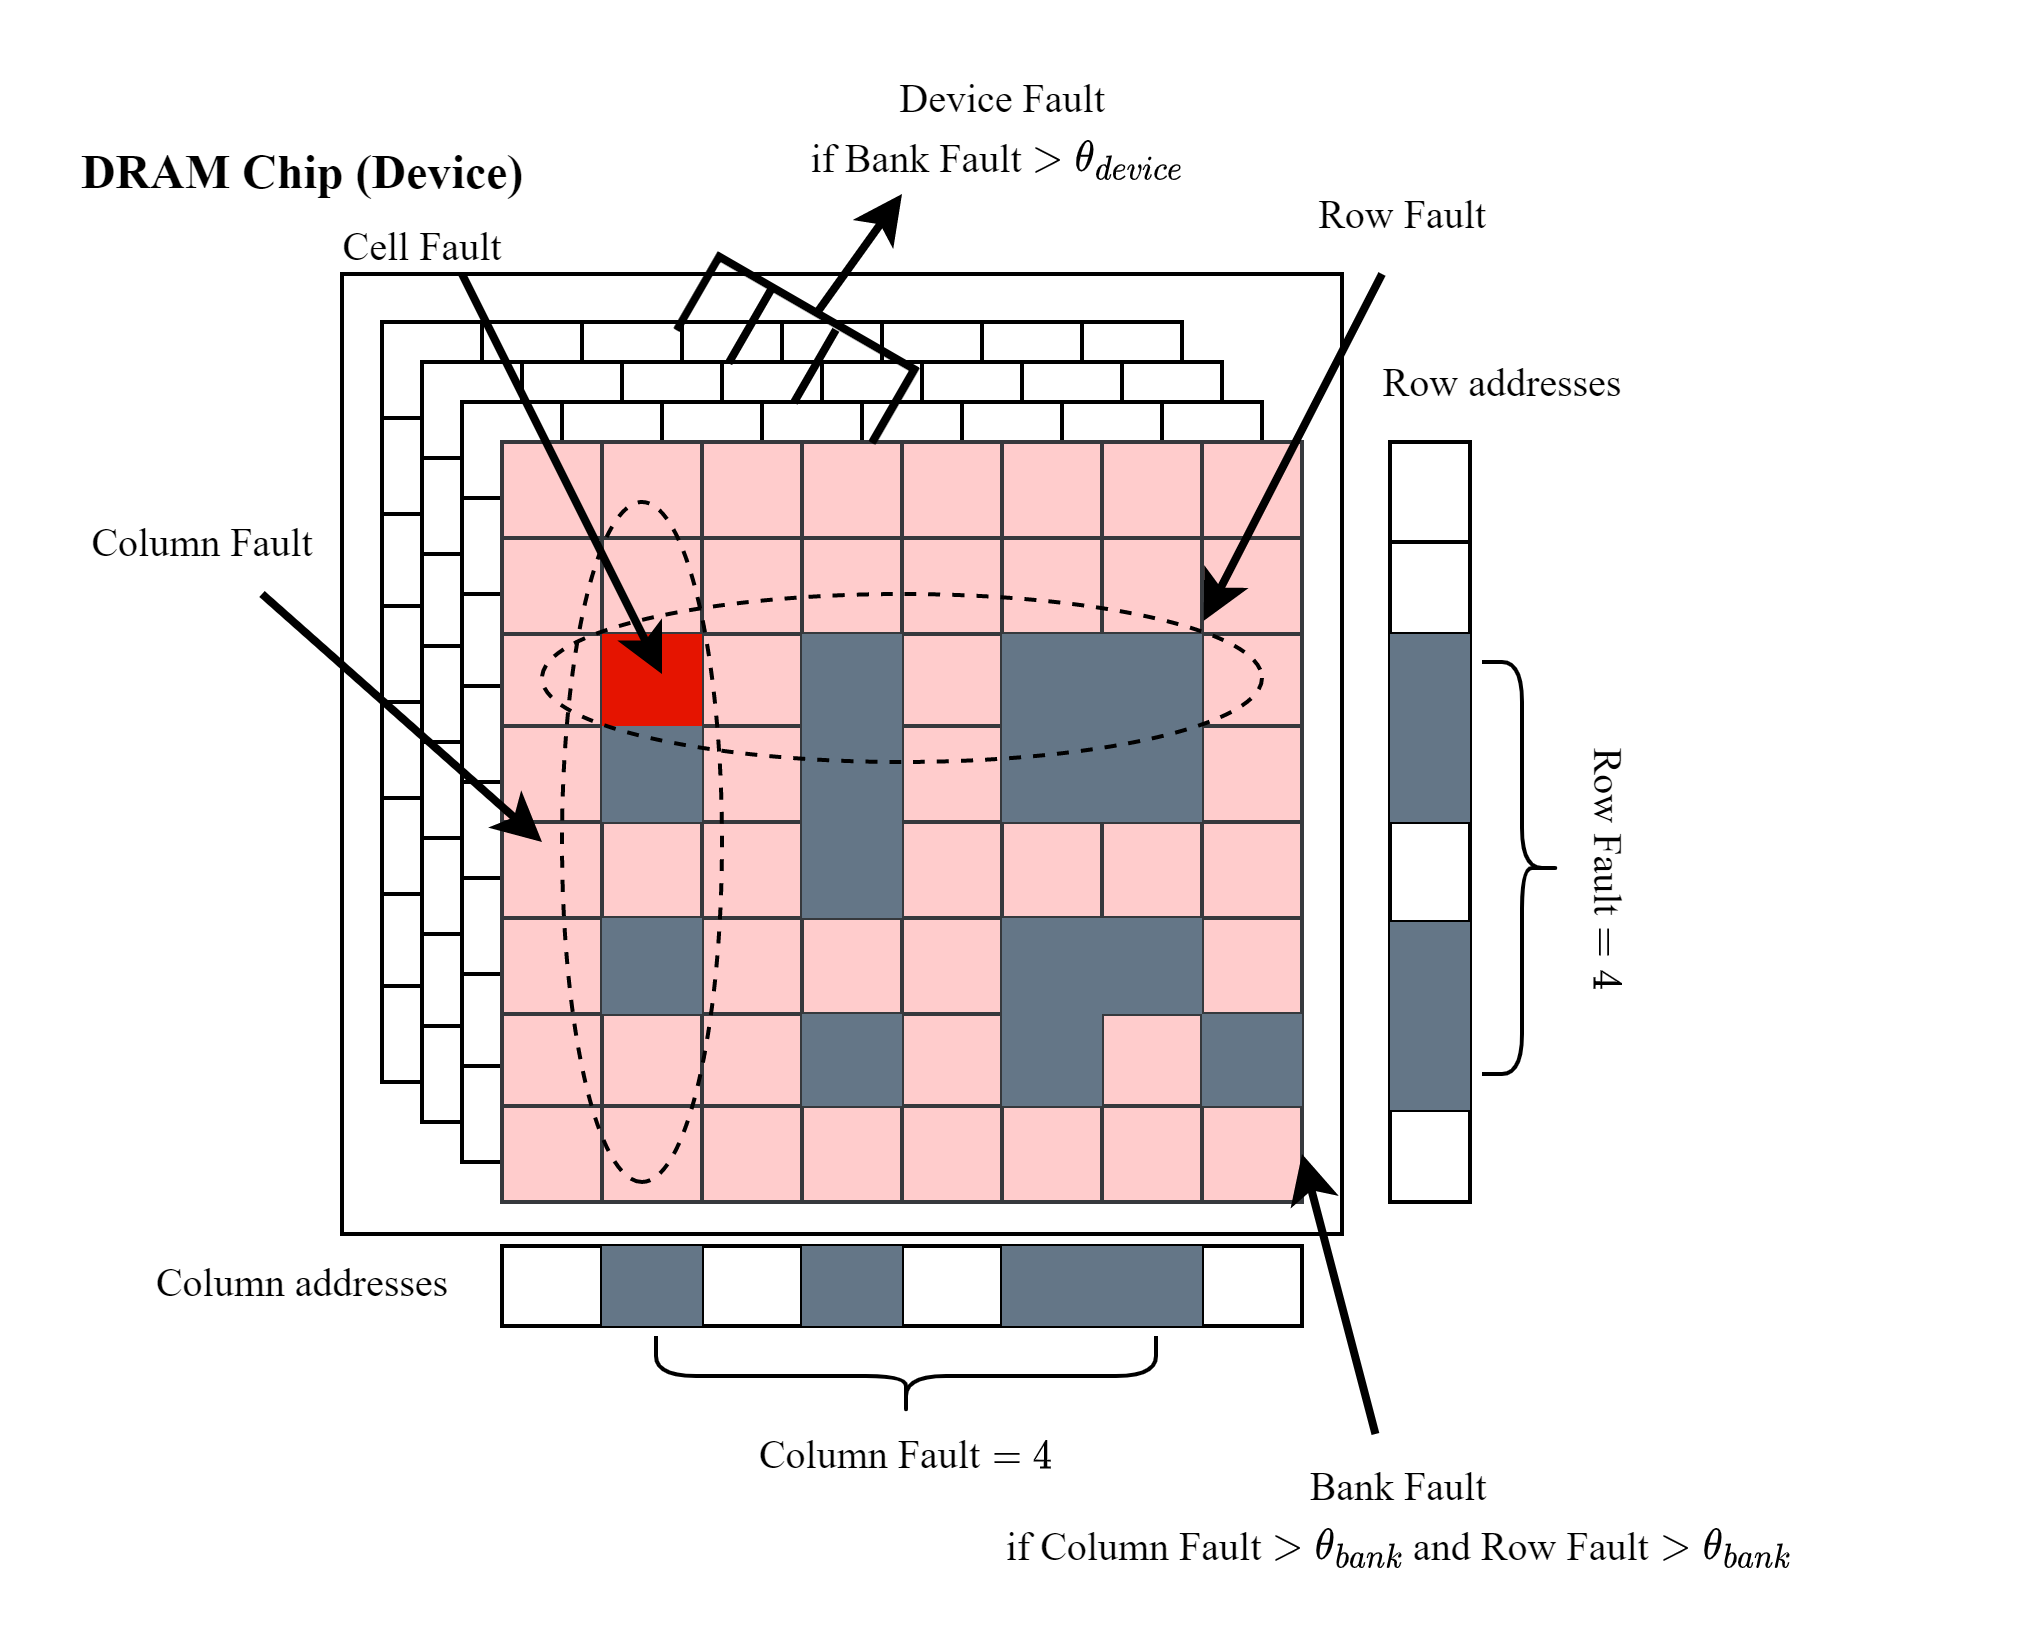 Device Fault
if Bank Fault > θ_device
DRAM Chip (Device)
Row Fault
Cell Fault
Row addresses
Column Fault
Row Fault = 4
Column addresses
Column Fault = 4
Bank Fault
if Column Fault > θ_bank and Row Fault > θ_bank